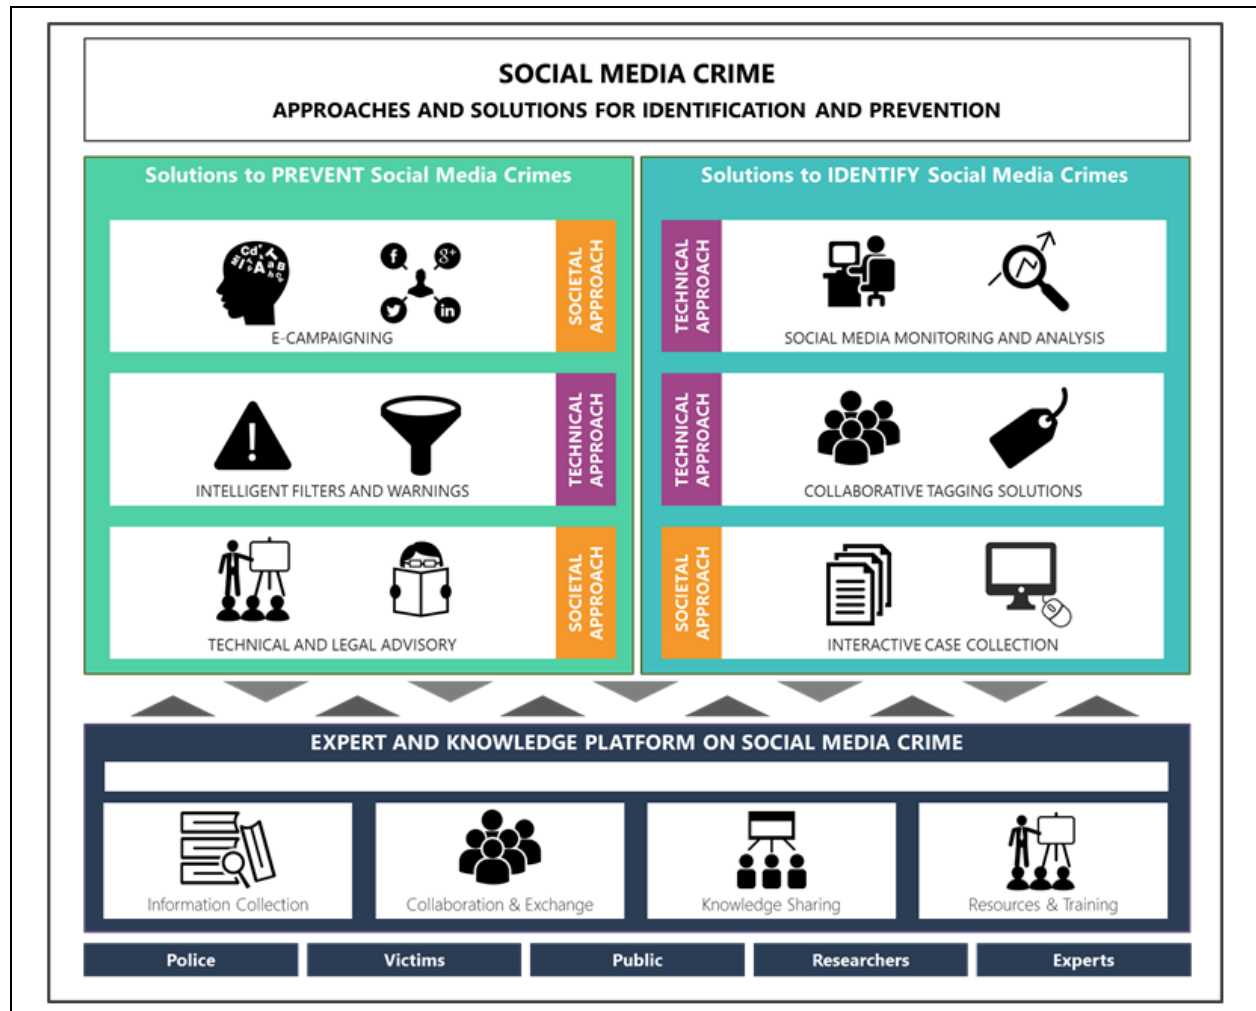 SOCIAL MEDIA CRIME
APPROACHES AND SOLUTIONS FOR IDENTIFICATION AND PREVENTION
Solutions to PREVENT Social Media Crimes
E-CAMPAIGNING
SOCIETAL
APPROACH
INTELLIGENT FILTERS AND WARNINGS
TECHNICAL
APPROACH
TECHNICAL AND LEGAL ADVISORY
SOCIETAL
APPROACH
Solutions to IDENTIFY Social Media Crimes
TECHNICAL
APPROACH
SOCIAL MEDIA MONITORING AND ANALYSIS
TECHNICAL
APPROACH
COLLABORATIVE TAGGING SOLUTIONS
SOCIETAL
APPROACH
INTERACTIVE CASE COLLECTION
EXPERT AND KNOWLEDGE PLATFORM ON SOCIAL MEDIA CRIME
Information Collection
Collaboration & Exchange
Knowledge Sharing
Resources & Training
Police
Victims
Public
Researchers
Experts